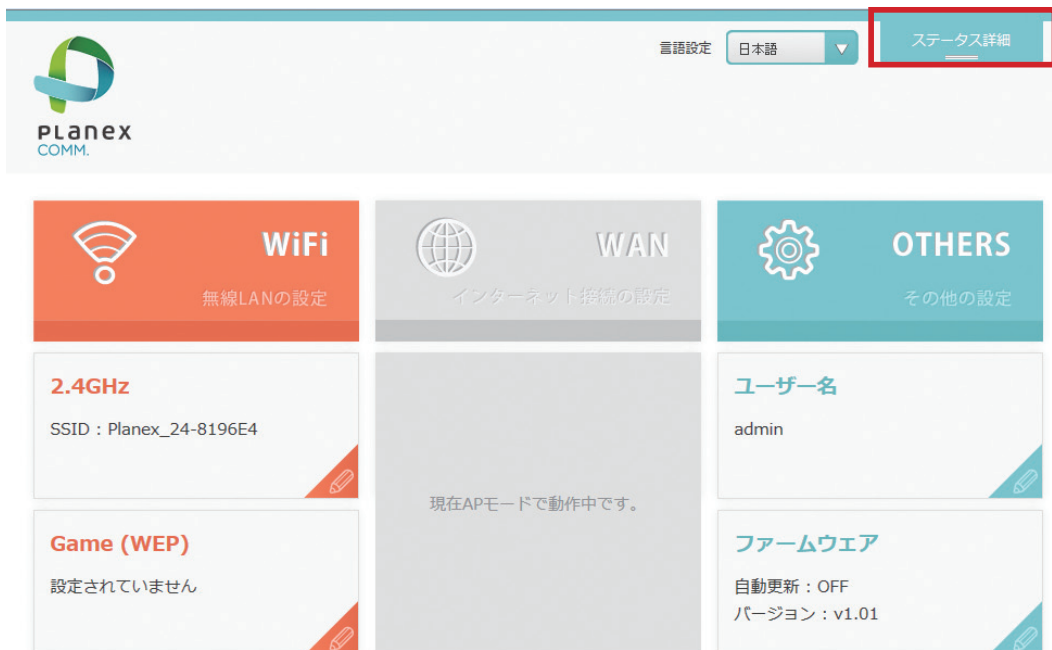 言語設定
日本語
ステータス詳細
PLanex
COMM.
WiFi
無線LANの設定
WAN
インターネット接続の設定
OTHERS
その他の設定
2.4GHz
SSID : Planex_24-8196E4
現在APモードで動作中です。
ユーザー名
admin
Game (WEP)
設定されていません
ファームウェア
自動更新 : OFF
バージョン : v1.01